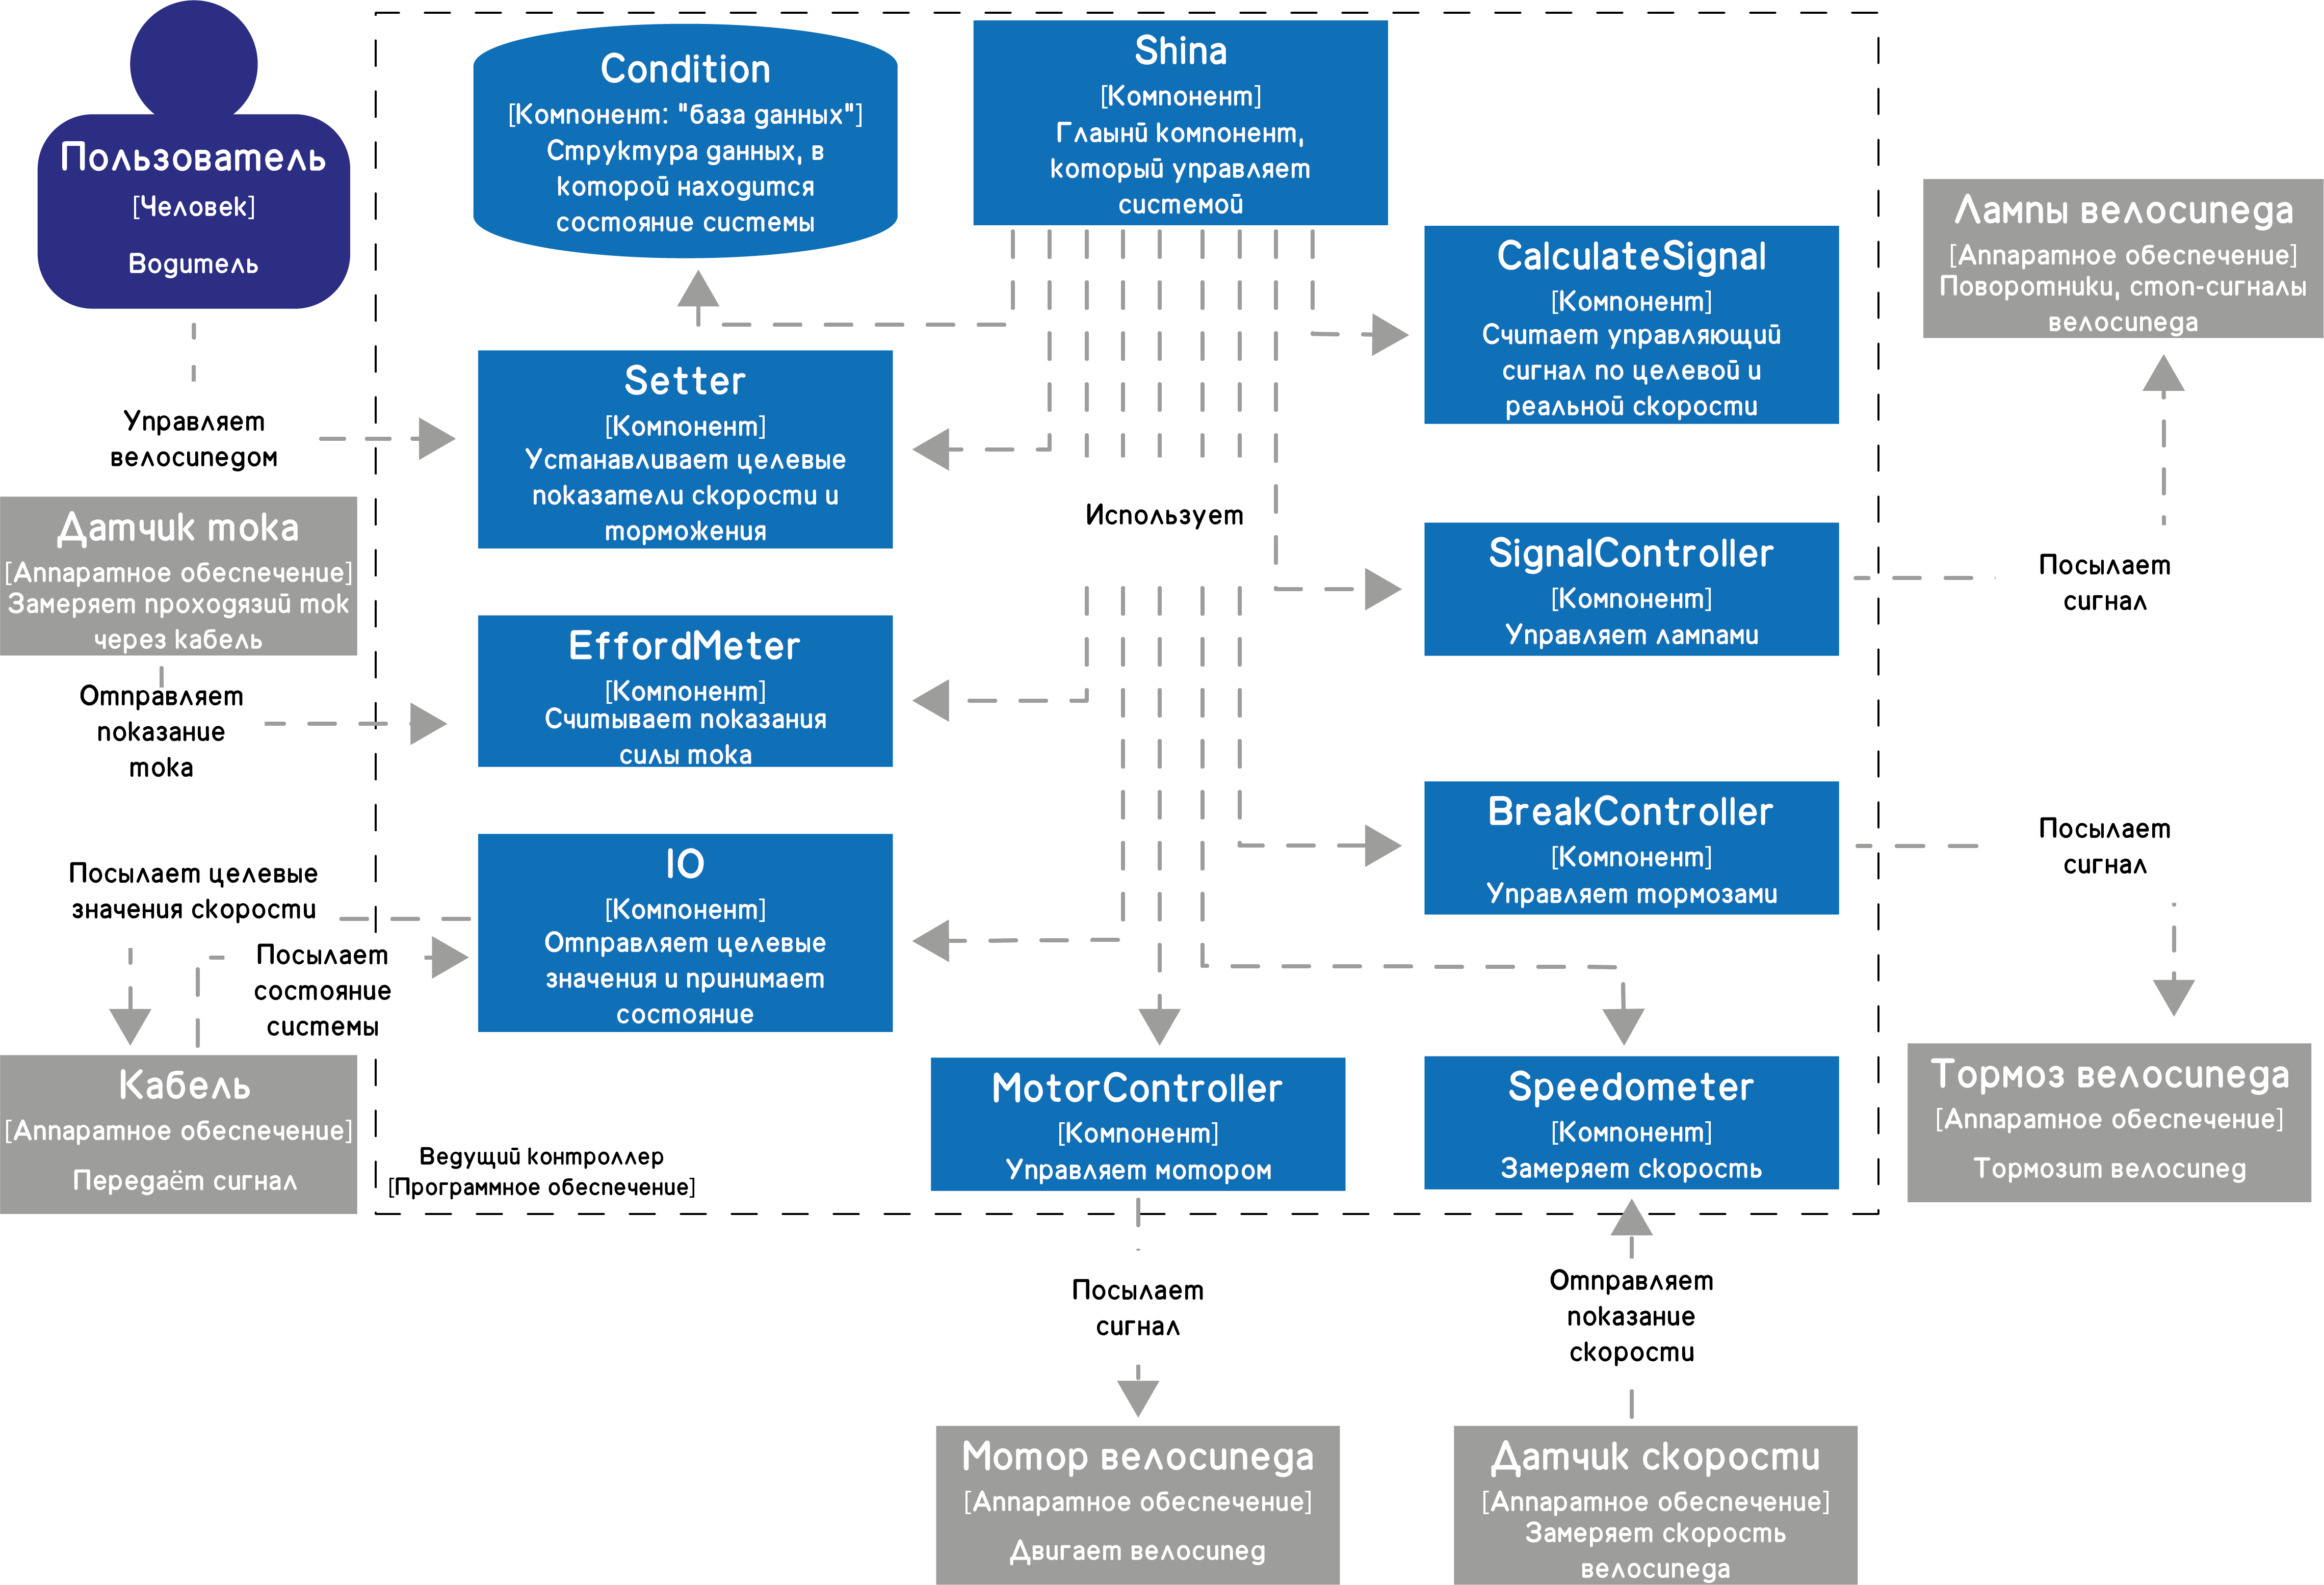 Пользователь
[Человек]
Водитель
Управляет
велосипедом
Датчик тока
[Аппаратное обеспечение]
Замеряет проходязий ток
через кабель
Отправляет
показание
тока
Посылает целевые
значения скорости
Посылает
состояние
системы
Кабель
[Аппаратное обеспечение]
Передаёт сигнал
Condition
[Компонент: "база данных"]
Структура данных, в
которой находится
состояние системы
Setter
[Компонент]
Устанавливает целевые
показатели скорости и
торможения
EffordMeter
[Компонент]
Считывает показания
силы тока
IO
[Компонент]
Отправляет целевые
значения и принимает
состояние
Ведущий контроллер
[Программное обеспечение]
Shina
[Компонент]
Глаынй компонент,
который управляет
системой
Использует
CalculateSignal
[Компонент]
Считает управляющий
сигнал по целевой и
реальной скорости
SignalController
[Компонент]
Управляет лампами
BreakController
[Компонент]
Управляет тормозами
MotorController
[Компонент]
Управляет мотором
Speedometer
[Компонент]
Замеряет скорость
Лампы велосипеда
[Аппаратное обеспечение]
Поворотники, стоп-сигналы
велосипеда
Посылает
сигнал
Посылает
сигнал
Тормоз велосипеда
[Аппаратное обеспечение]
Тормозит велосипед
Посылает
сигнал
Отправляет
показание
скорости
Мотор велосипеда
[Аппаратное обеспечение]
Двигает велосипед
Датчик скорости
[Аппаратное обеспечение]
Замеряет скорость
велосипеда